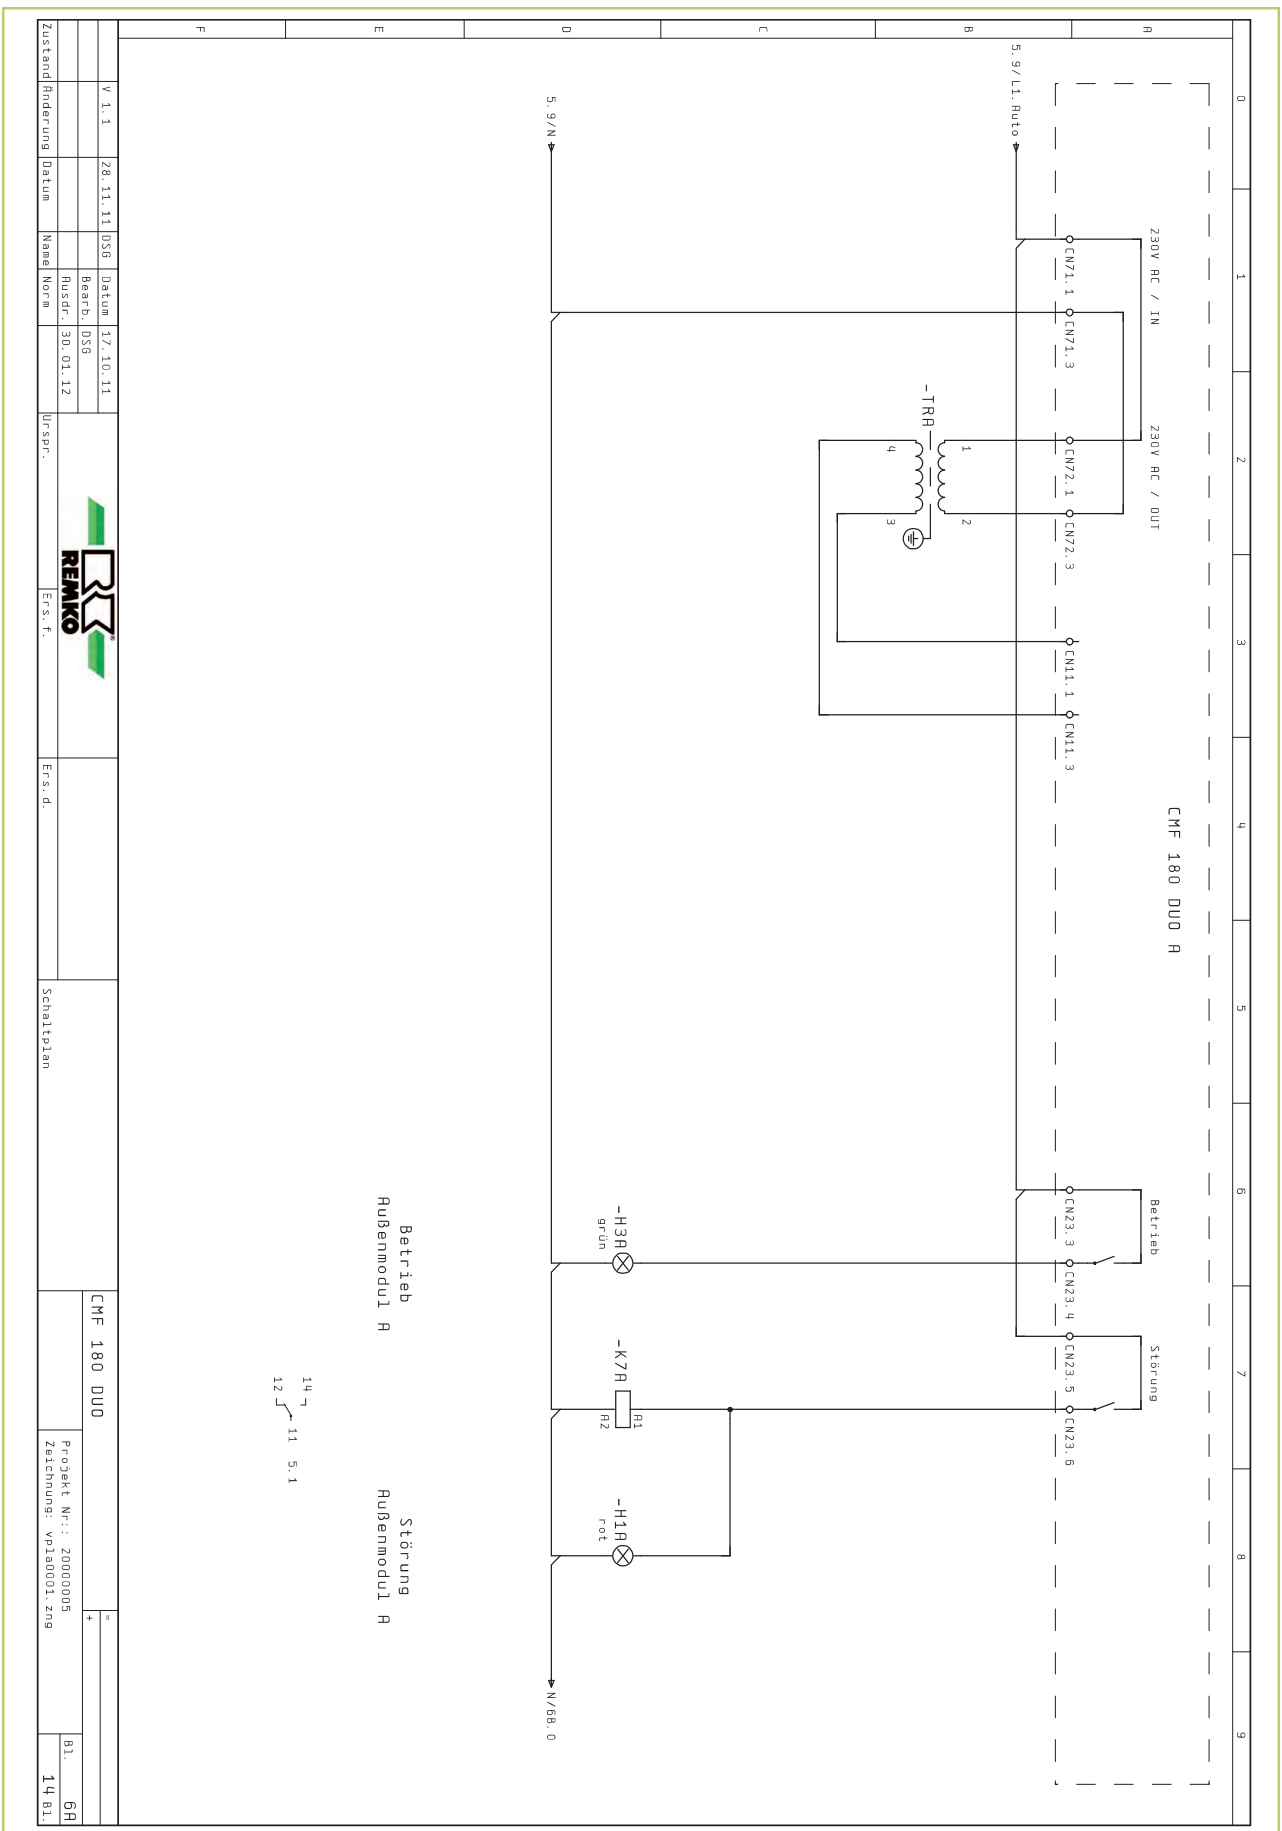 0 1 2 3 4 5 6 7 8 9
A
B
C
D
E
F
CMF 180 DUO A
230V AC / IN
230V AC / OUT
Betrieb
Störung
CN71.1
CN71.3
CN72.1
CN72.3
CN11.1
CN11.3
CN23.3
CN23.4
CN23.5
CN23.6
5.9/L1.Auto
-TRA
1 2
4 3
5.9/N
-H3A
grün
-K7A
A1
A2
-H1A
rot
N/6B.0
Betrieb
Außenmodul A
Störung
Außenmodul A
14
12
11 5.1
V 1.1 28.11.11 DSG Datum 17.10.11
Bearb. DSG
Ausdr. 30.01.12
Zustand Änderung Datum Name Norm
Urspr.
Ers.f.
Ers.d.
REMKO
®
Schaltplan
CMF 180 DUO
=
+
Projekt Nr.: 20000005
Zeichnung: vpla0001.zng
Bl. 6A
14 Bl.